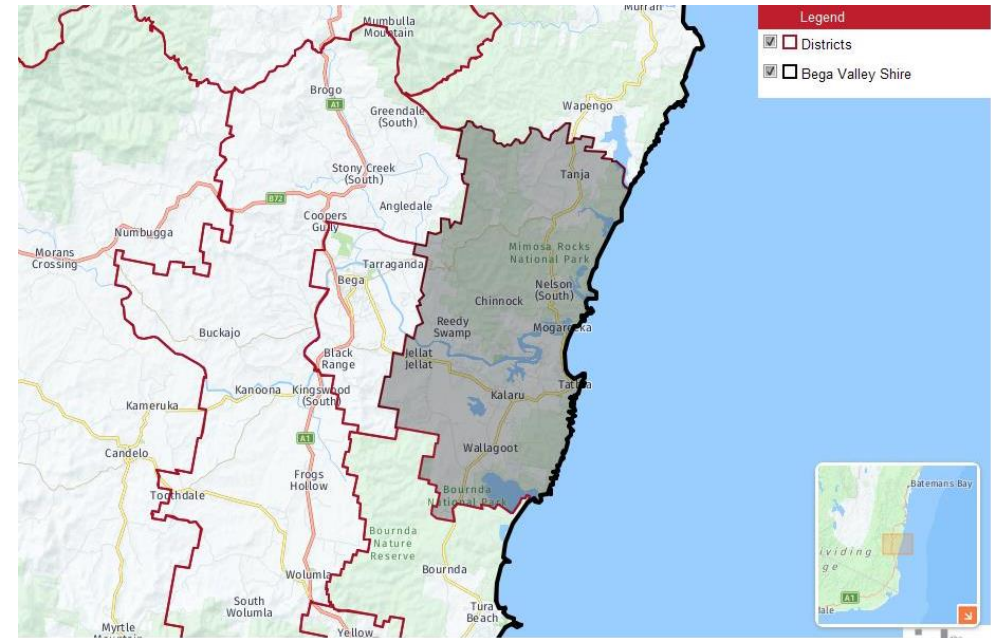 Mumbulla
Mountain
Legend
Districts
Bega Valley Shire
Brogo
A1
Greendale
(South)
Wapengo
Stony Creek
(South)
Tanja
B72
Angledale
Coopers
Gully
Numbugga
Morans
Crossing
Mimosa Rocks
National Park
Tarraganda
Bega
Nelson
(South)
Chinnock
Reedy
Swamp
Mogareeka
Buckajo
Black
Range
Jellat
Jellat
Tathra
Kanoona
Kingswood
(South)
Kalaru
Kameruka
A1
Wallagoot
Candelo
Frogs
Hollow
Toothdale
Bournda
National Park
Batemans Bay
Bournda
Nature
Reserve
Bournda
Wolumla
A1
South
Wolumla
Tura
Beach
Myrtle
Mountain
Yellow